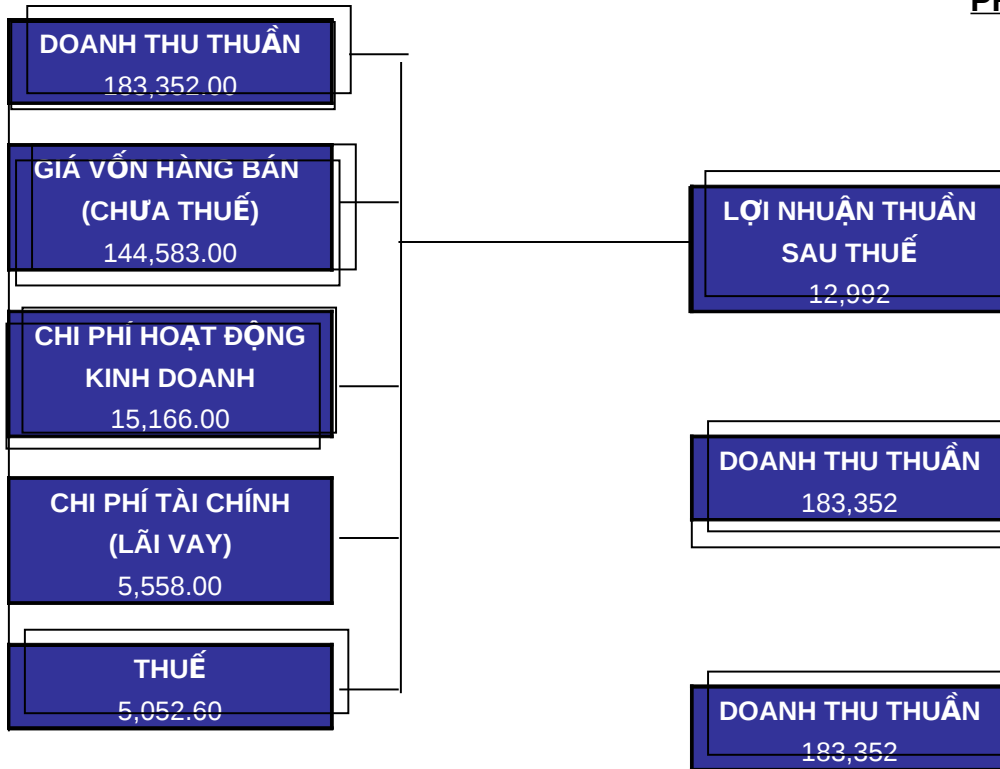 DOANH THU THUẦN
183,352.00
GIÁ VỐN HÀNG BÁN
(CHƯA THUẾ)
144,583.00
CHI PHÍ HOẠT ĐỘNG
KINH DOANH
15,166.00
CHI PHÍ TÀI CHÍNH
(LÃI VAY)
5,558.00
THUẾ
5,052.60
LỢI NHUẬN THUẦN
SAU THUẾ
12,992
DOANH THU THUẦN
183,352
DOANH THU THUẦN
183,352